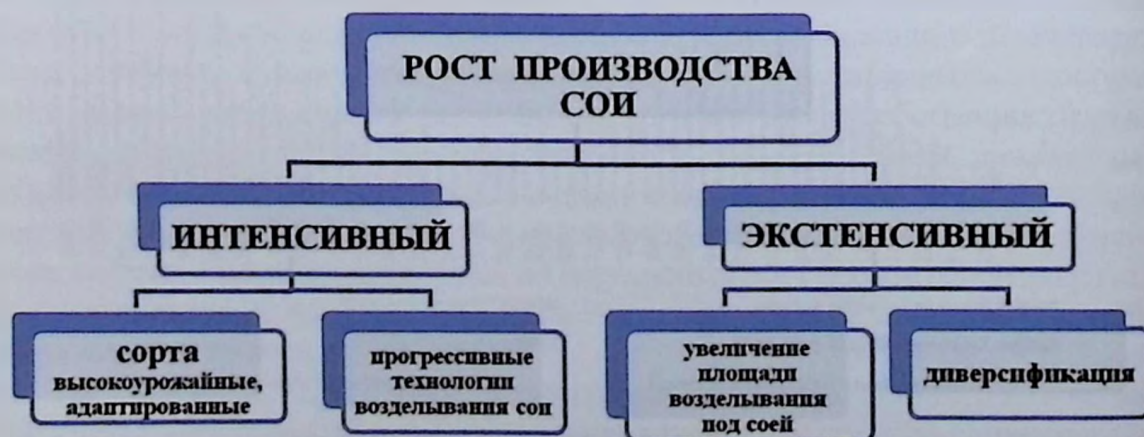 РОСТ ПРОИЗВОДСТВА
СОИ
ИНТЕНСИВНЫЙ
ЭКСТЕНСИВНЫЙ
сорта
высокоурожайные,
адаптированные
прогрессивные
технологии
возделывания сои
увеличение
площади
возделывания
под соей
диверсификация